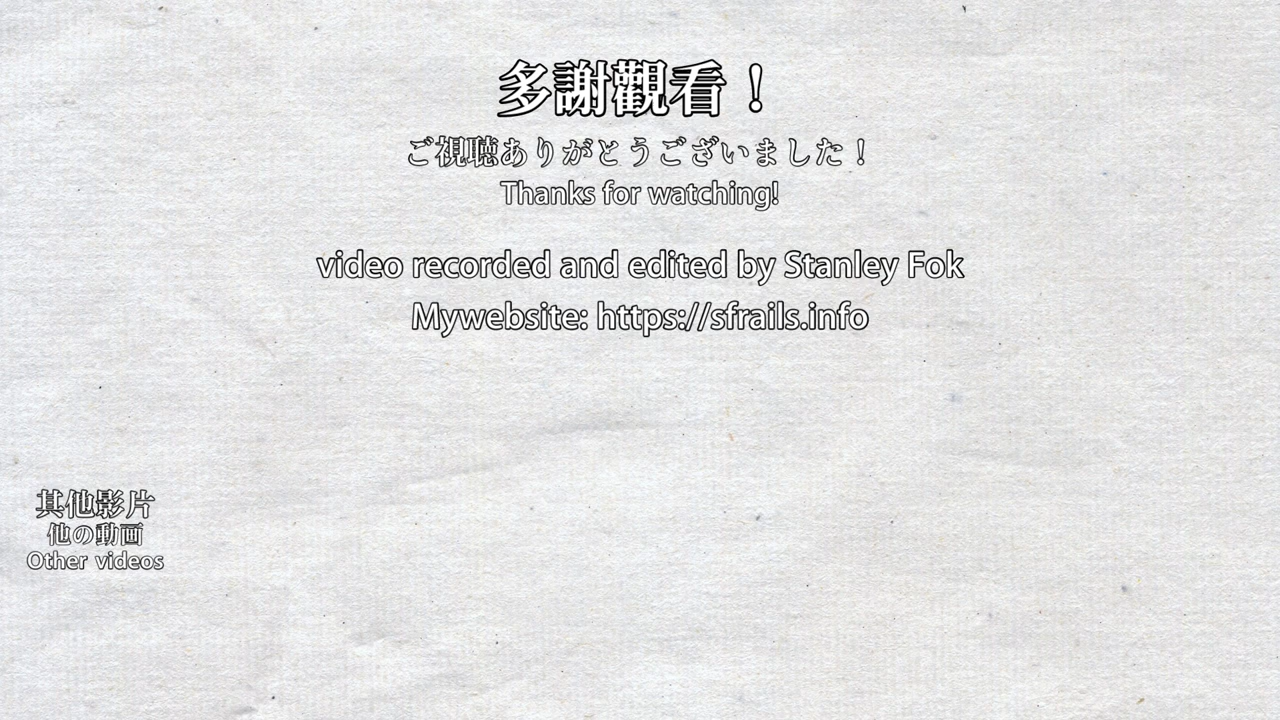 多謝觀看！
ご視聴ありがとうございました！
Thanks for watching!
video recorded and edited by Stanley Fok
Mywebsite: https://sfrails.info
其他影片
他の動画
Other videos